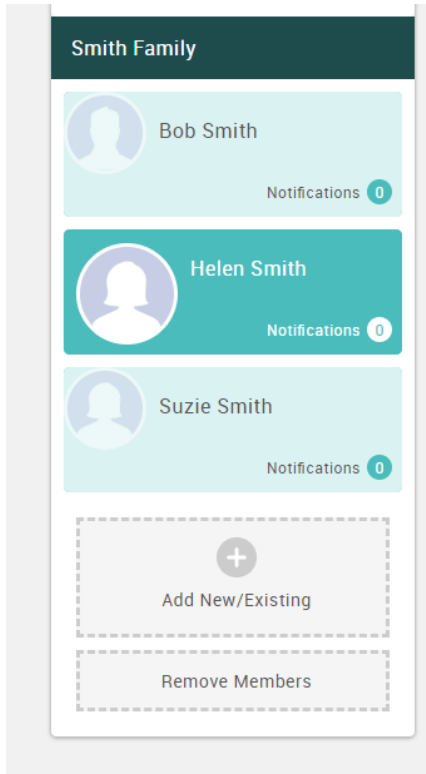 Smith Family
Bob Smith
Notifications 0
Helen Smith
Notifications 0
Suzie Smith
Notifications 0
Add New/Existing
Remove Members